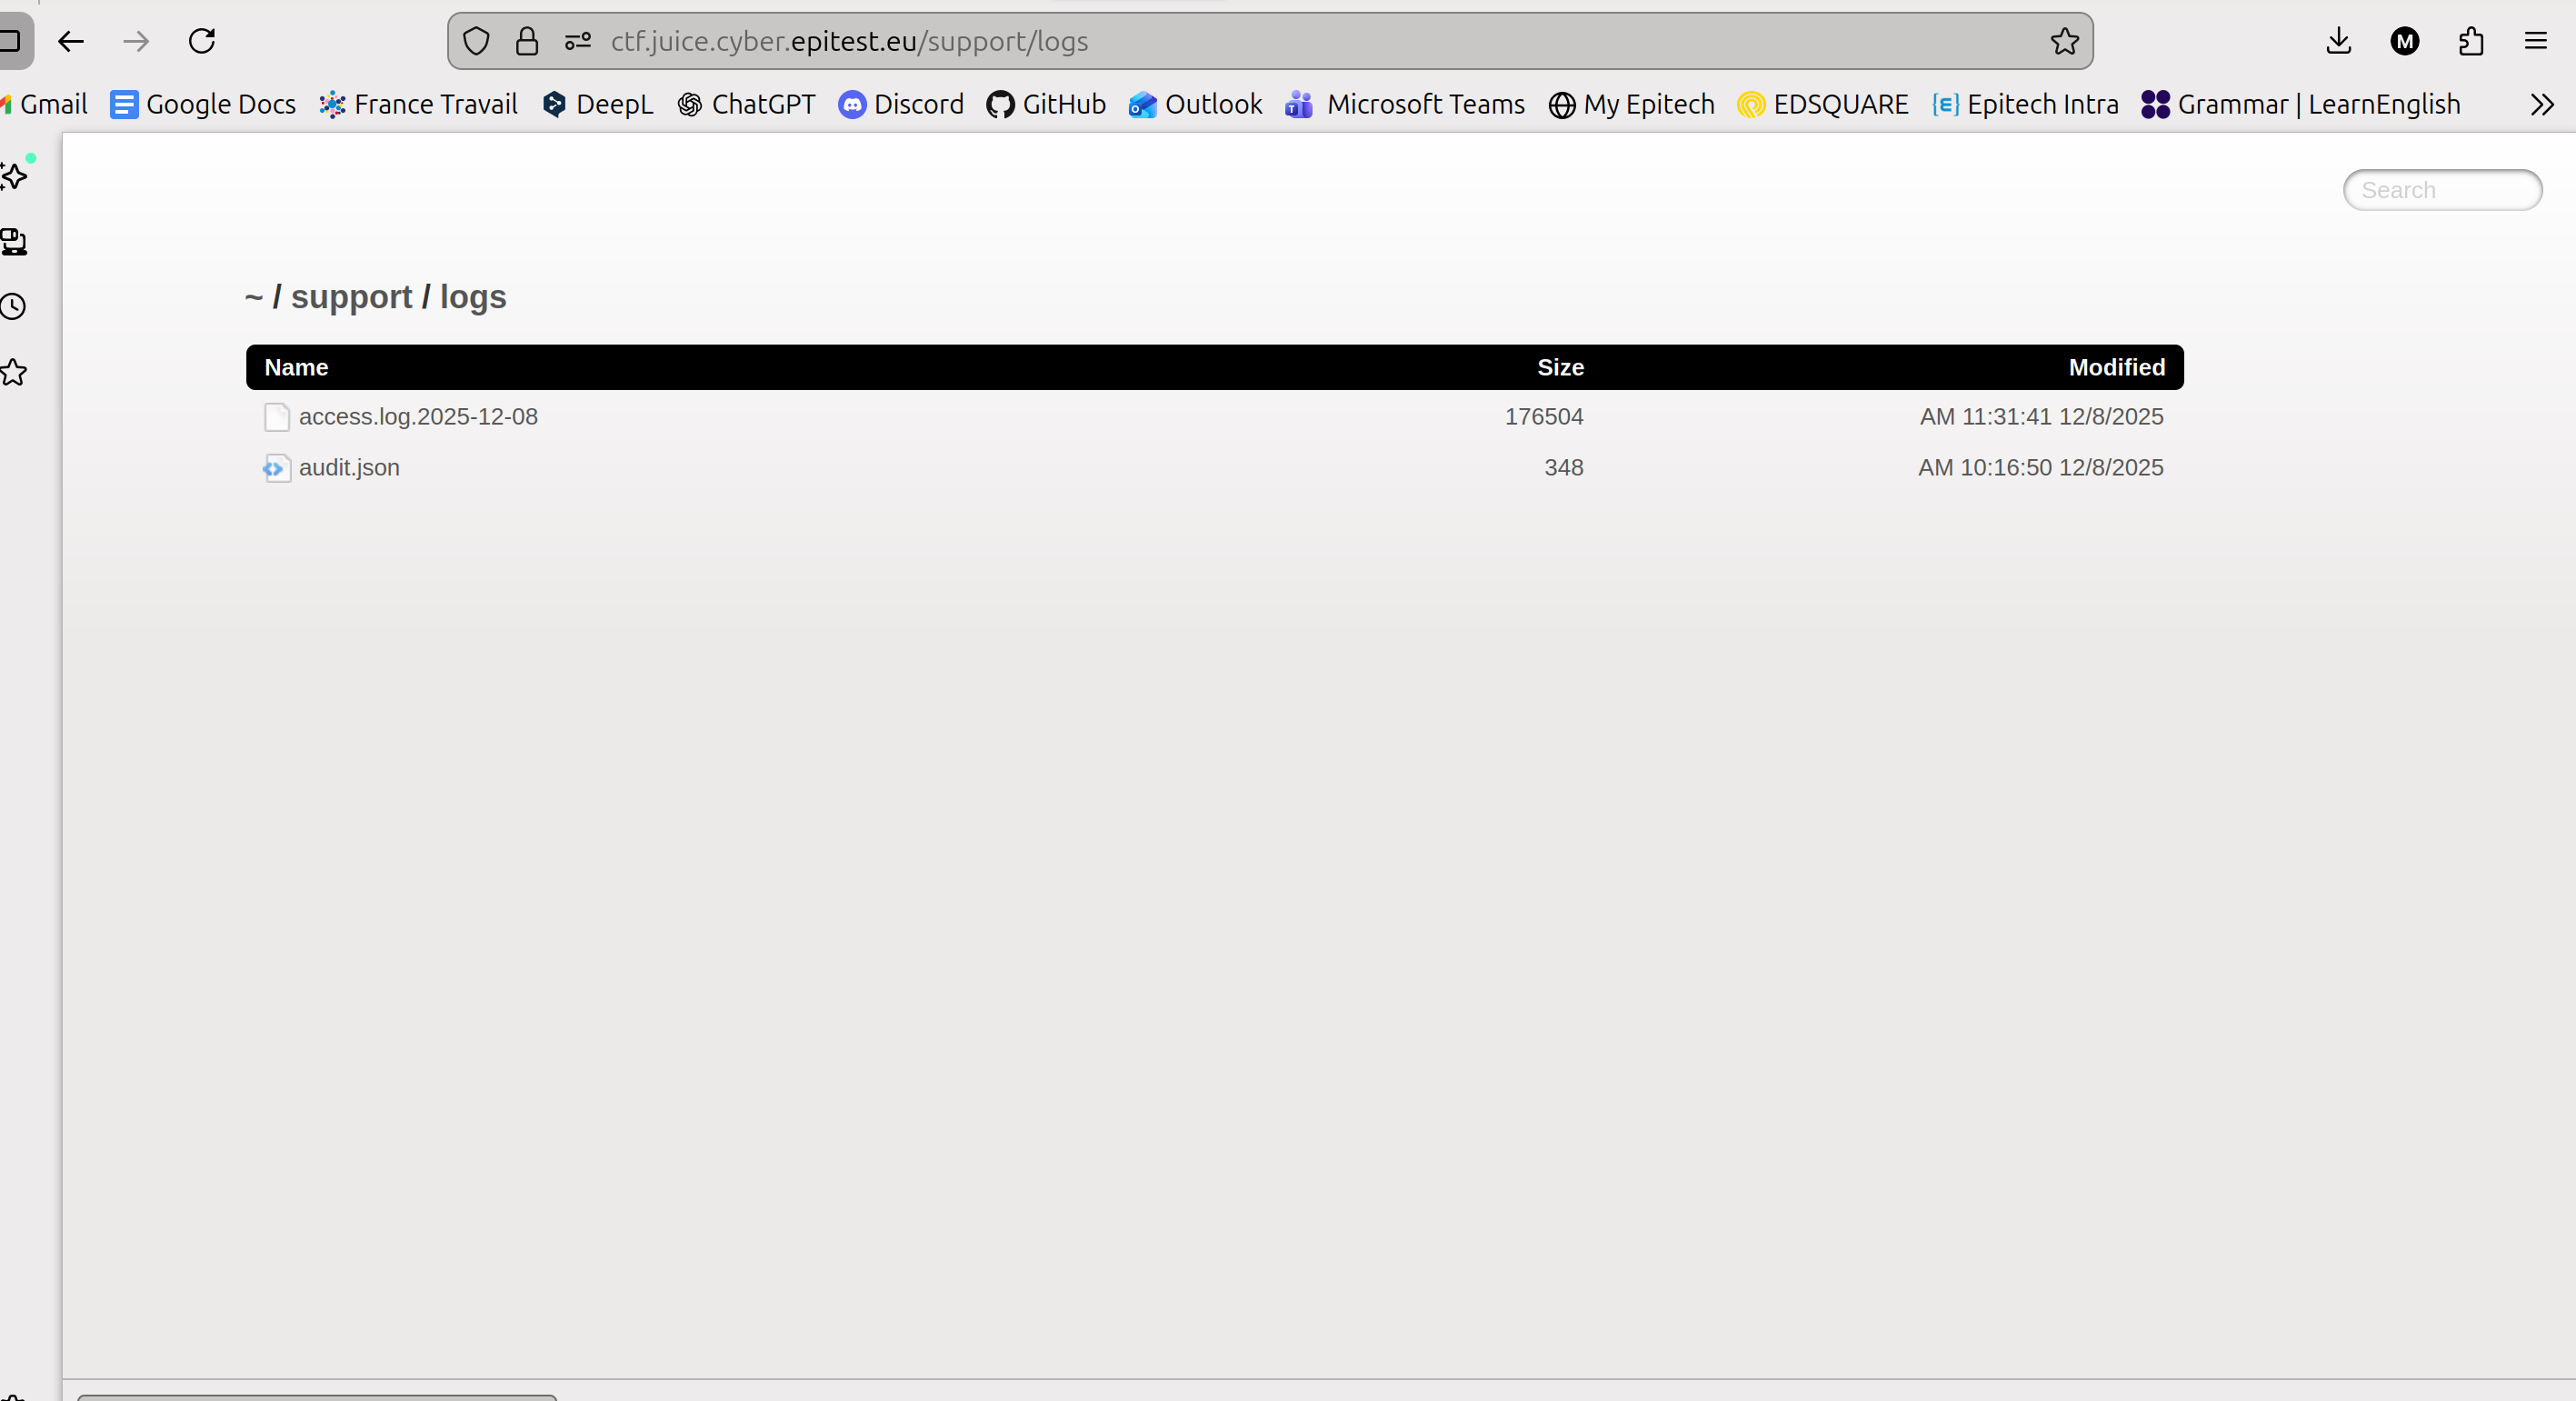 ctf.juice.cyber.epitest.eu/support/logs
M
Gmail Google Docs France Travail DeepL ChatGPT Discord GitHub Outlook Microsoft Teams My Epitech EDSQUARE Epitech Intra Grammar | LearnEnglish
Search
~ / support / logs
Name Size Modified
access.log.2025-12-08 176504 AM 11:31:41 12/8/2025
audit.json 348 AM 10:16:50 12/8/2025